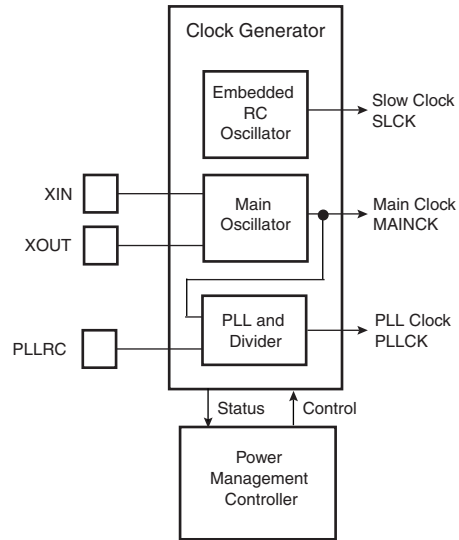 Clock Generator
Embedded
RC
Oscillator
Slow Clock
SLCK
XIN
Main
Oscillator
Main Clock
MAINCK
XOUT
PLL and
Divider
PLL Clock
PLLCK
PLLRC
Status
Control
Power
Management
Controller